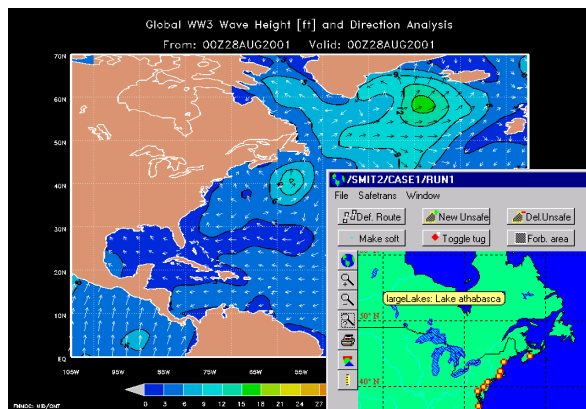 Global WW3 Wave Height [ft] and Direction Analysis
From: 00Z28AUG2001 Valid: 00Z28AUG2001
70N
60N
50N
40N
30N
20N
10N
EQ
105W 95W 85W 75W 65W 55W
0 3 6 9 12 15 18 21 24 27
/SMIT2/CASE1/RUN1
File Safetrans Window
Def. Route New Unsafe Del.Unsafe
Make soft Toggle tug Forb. area
largeLakes: Lake athabasca
50° N
40° N